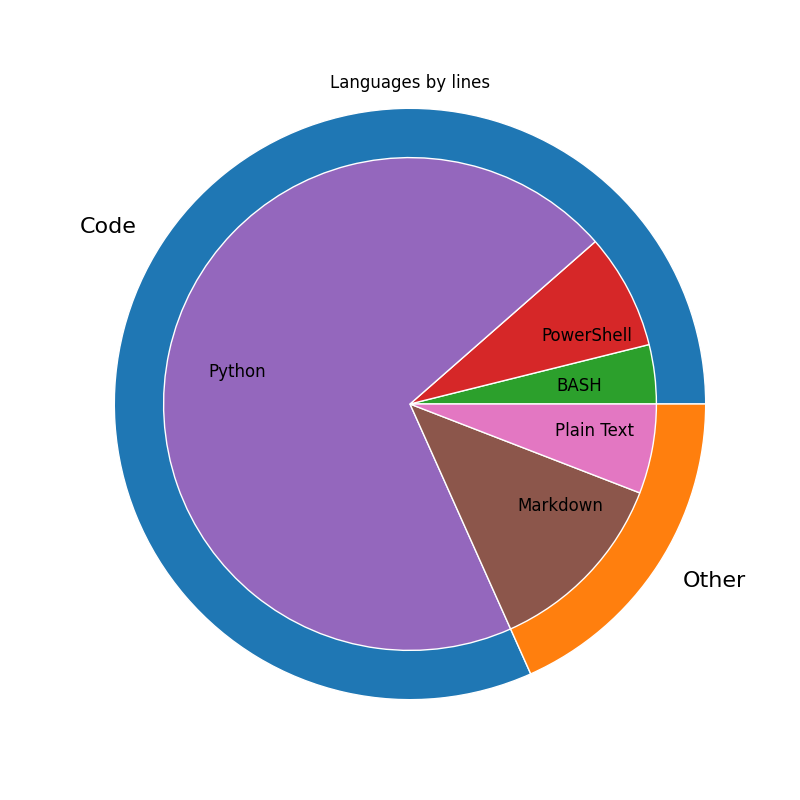 Languages by lines
Code
PowerShell
Python
BASH
Plain Text
Markdown
Other